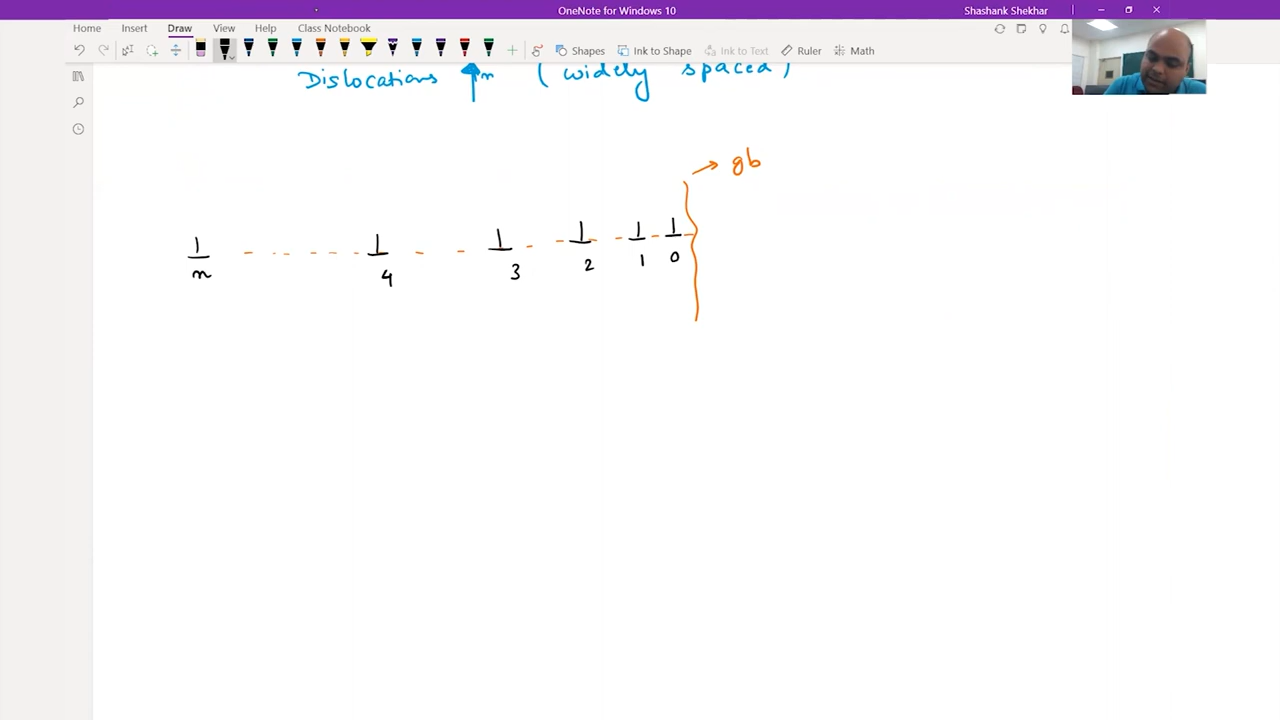 OneNote for Windows 10
Shashank Shekhar
Home Insert Draw View Help Class Notebook
Shapes Ink to Shape Ink to Text Ruler Math
Dislocations n (widely spaced)
→ gb
n 4 3 2 1 0